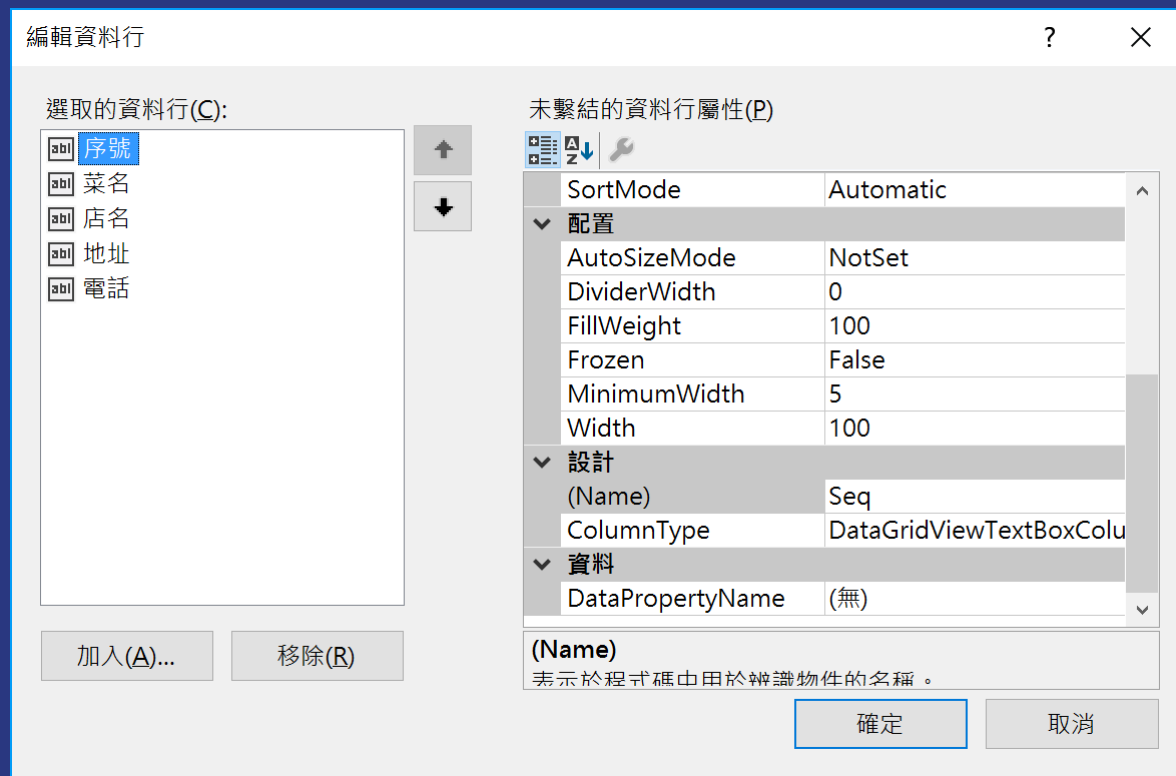 編輯資料行
?
選取的資料行(C):
序號
菜名
店名
地址
電話
加入(A)...
移除(R)
未繫結的資料行屬性(P)
SortMode Automatic
配置
AutoSizeMode NotSet
DividerWidth 0
FillWeight 100
Frozen False
MinimumWidth 5
Width 100
設計
(Name) Seq
ColumnType DataGridViewTextBoxColu
資料
DataPropertyName (無)
(Name)
表示於程式碼中用於辨識物件的名稱。
確定
取消